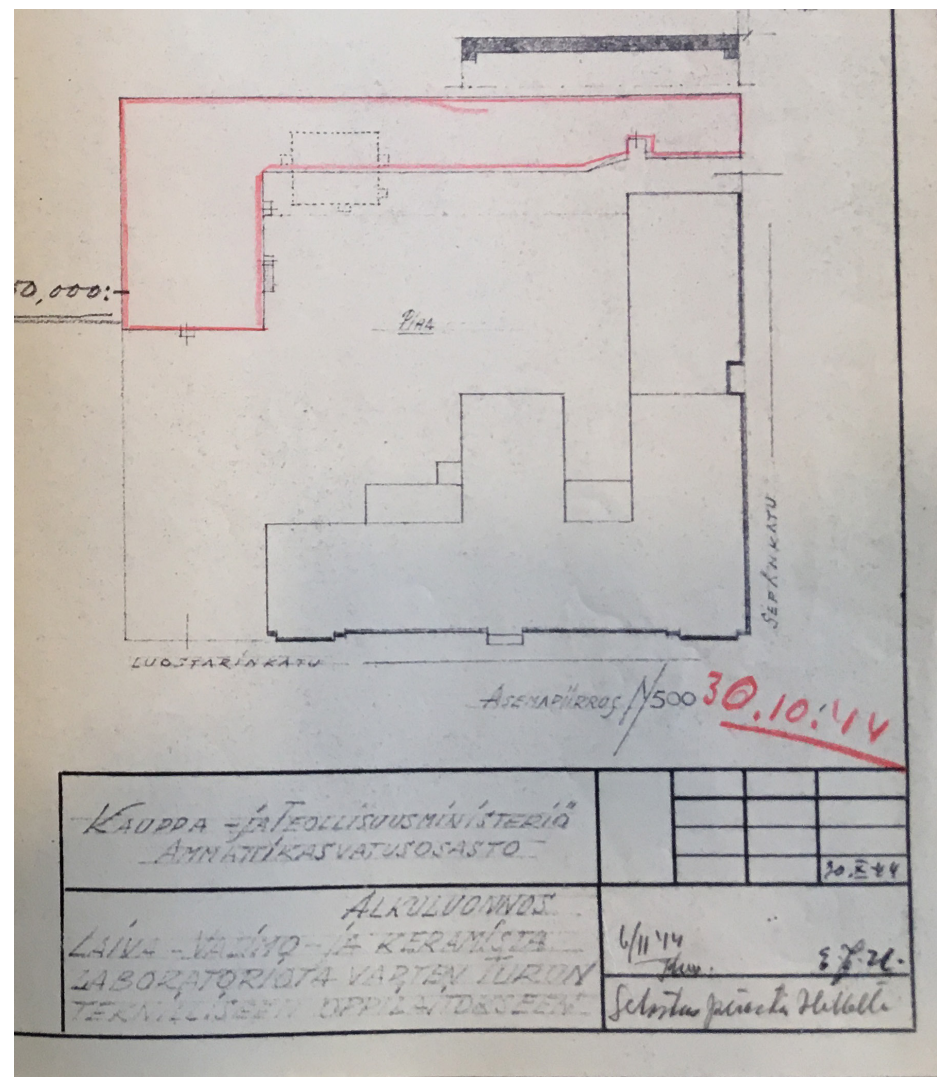 50,000:-
PIHA
SEPÄNKATU
LUOSTARINKATU
ASEMAPIIRROS 1/500 30.10.'44
KAUPPA- JA TEOLLISUUSMINISTERIÖ
AMMATTIKASVATUSOSASTO
30.X.44
ALKULUONNOS
LAIVA- VALIMO- JA KERAMISTA
LABORATORIOTA VARTEN TURUN
TEKNILLISEEN OPPILAITOKSEEN
6/11 '44